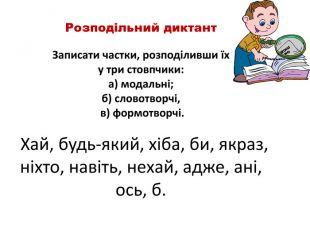 Розподільний диктант
Записати частки, розподіливши їх
у три стовпчики:
а) модальні;
б) словотворчі,
в) формотворчі.
Хай, будь-який, хіба, би, якраз,
ніхто, навіть, нехай, адже, ані,
ось, б.